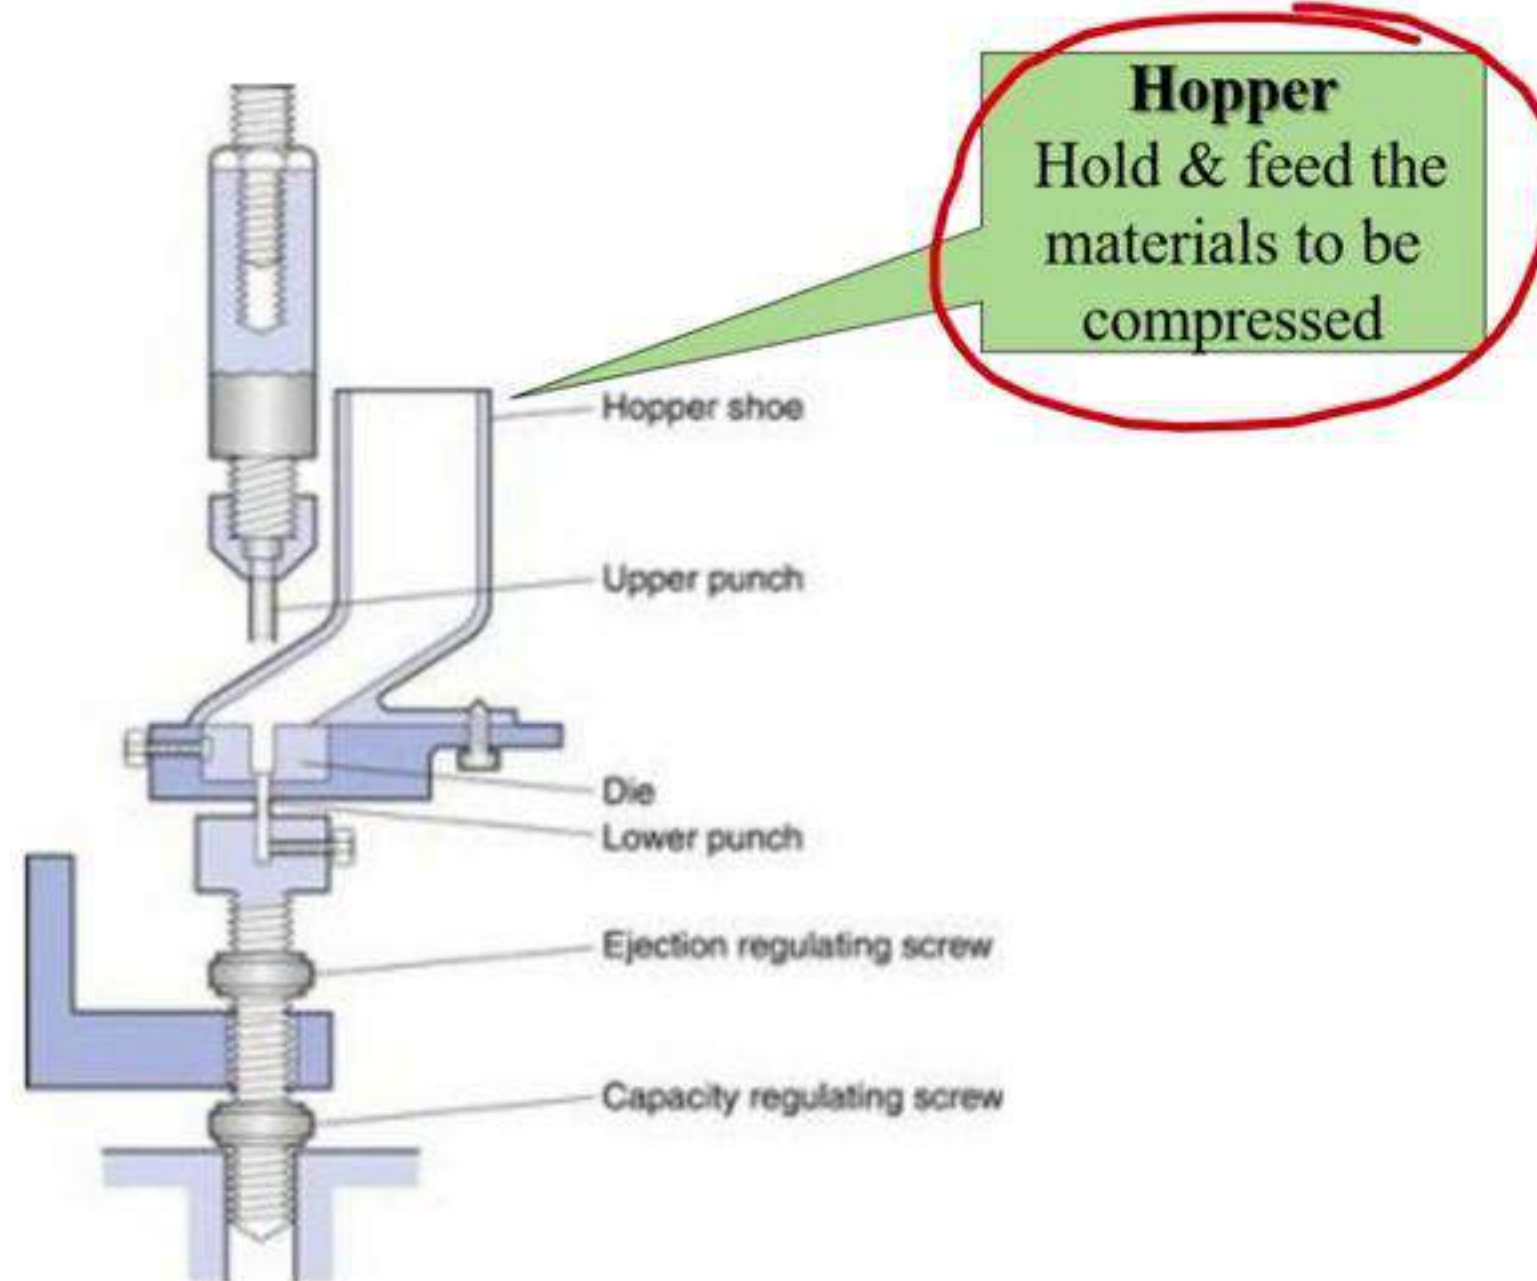 Hopper
Hold & feed the
materials to be
compressed
Hopper shoe
Upper punch
Die
Lower punch
Ejection regulating screw
Capacity regulating screw